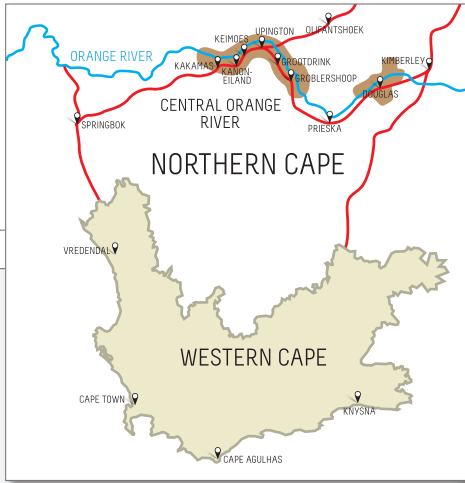 OLIFANTSHOEK
UPINGTON
KEIMOES
ORANGE RIVER
KIMBERLEY
KAKAMAS
GROOTDRINK
KANON-
EILAND
GROBLERSHOOP
DOUGLAS
CENTRAL ORANGE
RIVER
SPRINGBOK
PRIESKA
NORTHERN CAPE
VREDENDAL
WESTERN CAPE
CAPE TOWN
KNYSNA
CAPE AGULHAS